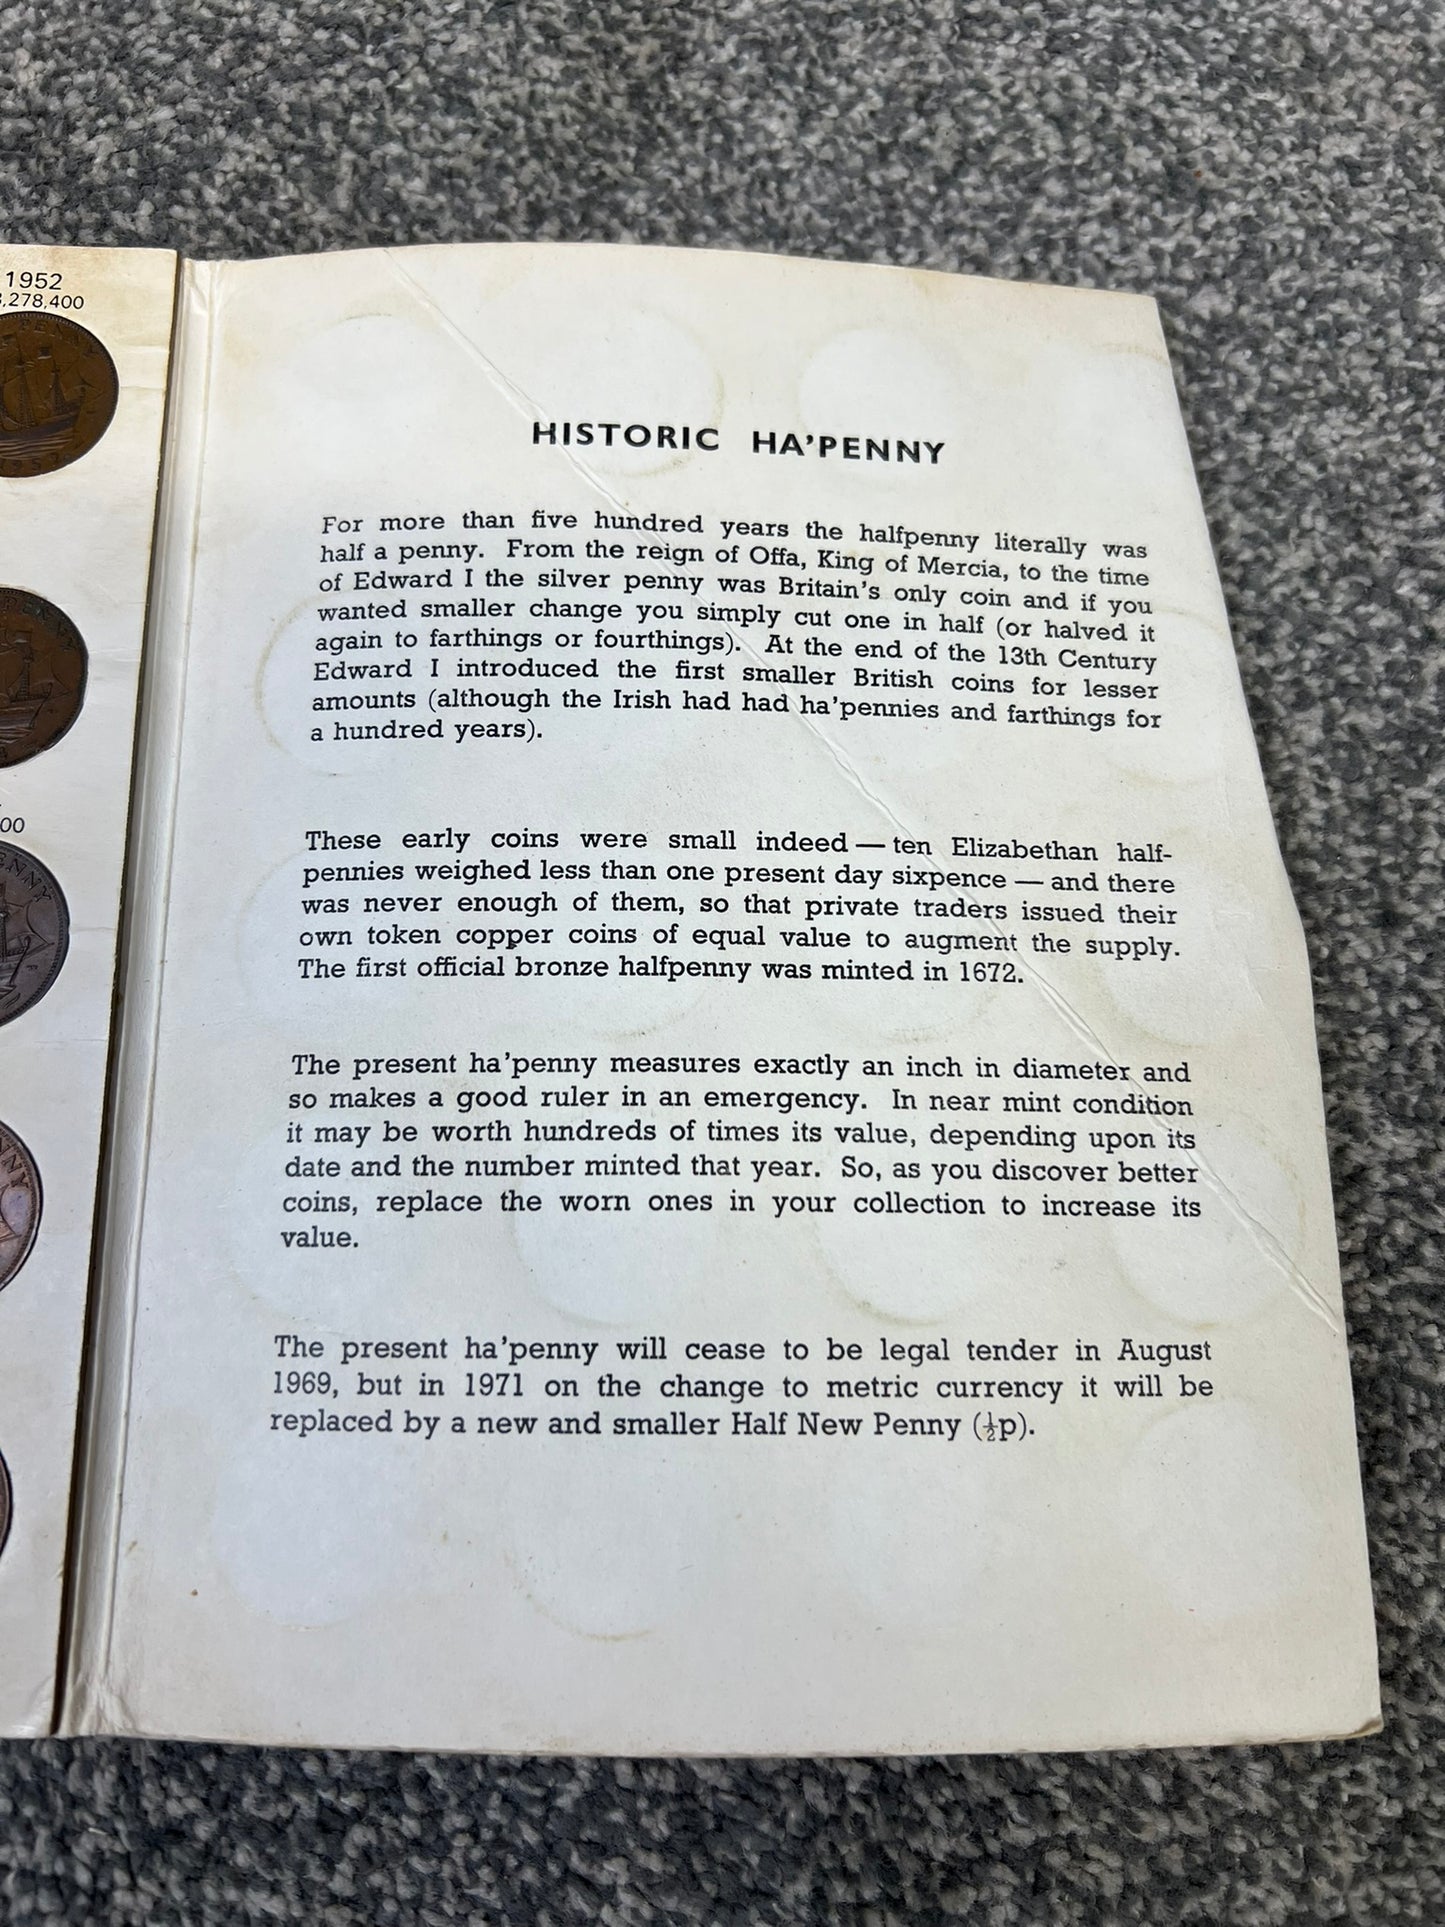 1952
,278,400
1952
00
HISTORIC HA'PENNY
For more than five hundred years the halfpenny literally was
half a penny. From the reign of Offa, King of Mercia, to the time
of Edward I the silver penny was Britain's only coin and if you
wanted smaller change you simply cut one in half (or halved it
again to farthings or fourthings). At the end of the 13th Century
Edward I introduced the first smaller British coins for lesser
amounts (although the Irish had had ha'pennies and farthings for
a hundred years).
These early coins were small indeed — ten Elizabethan half-
pennies weighed less than one present day sixpence — and there
was never enough of them, so that private traders issued their
own token copper coins of equal value to augment the supply.
The first official bronze halfpenny was minted in 1672.
The present ha'penny measures exactly an inch in diameter and
so makes a good ruler in an emergency. In near mint condition
it may be worth hundreds of times its value, depending upon its
date and the number minted that year. So, as you discover better
coins, replace the worn ones in your collection to increase its
value.
The present ha'penny will cease to be legal tender in August
1969, but in 1971 on the change to metric currency it will be
replaced by a new and smaller Half New Penny (½p).